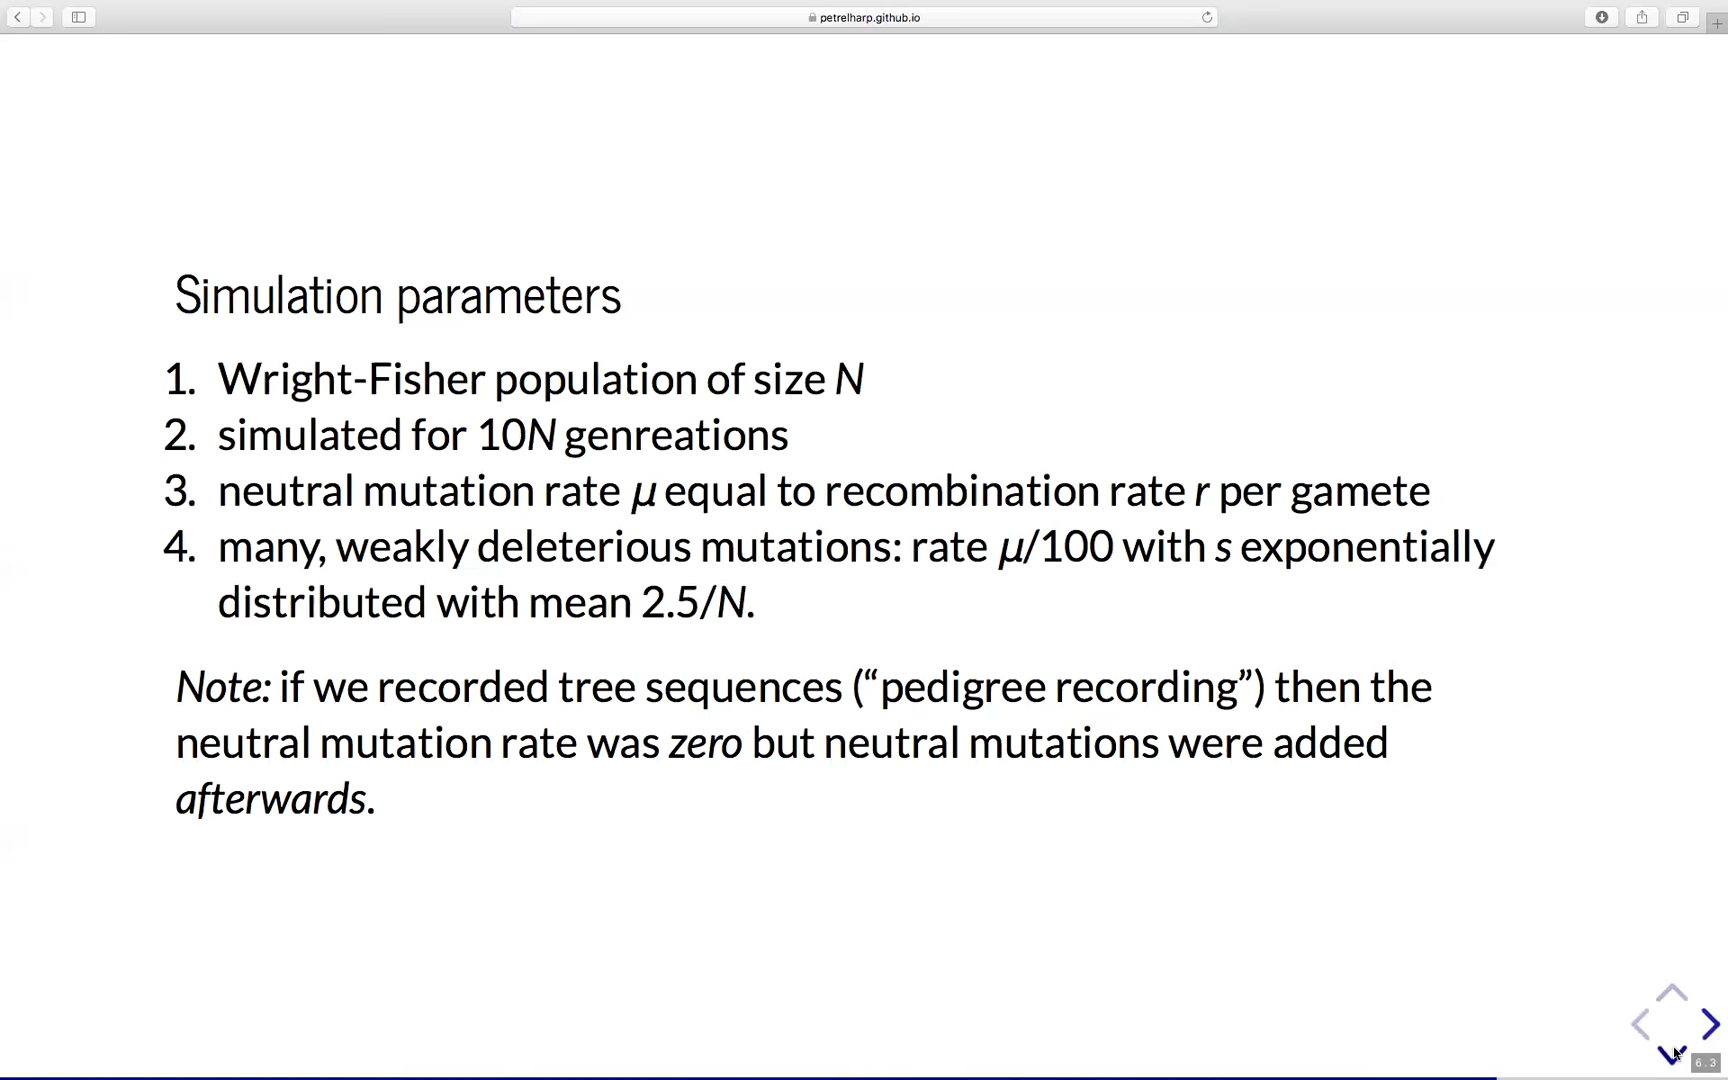 petrelharp.github.io
Simulation parameters
1. Wright-Fisher population of size N
2. simulated for 10N genreations
3. neutral mutation rate μ equal to recombination rate r per gamete
4. many, weakly deleterious mutations: rate μ/100 with s exponentially
distributed with mean 2.5/N.
Note: if we recorded tree sequences (“pedigree recording”) then the
neutral mutation rate was zero but neutral mutations were added
afterwards.
6.3